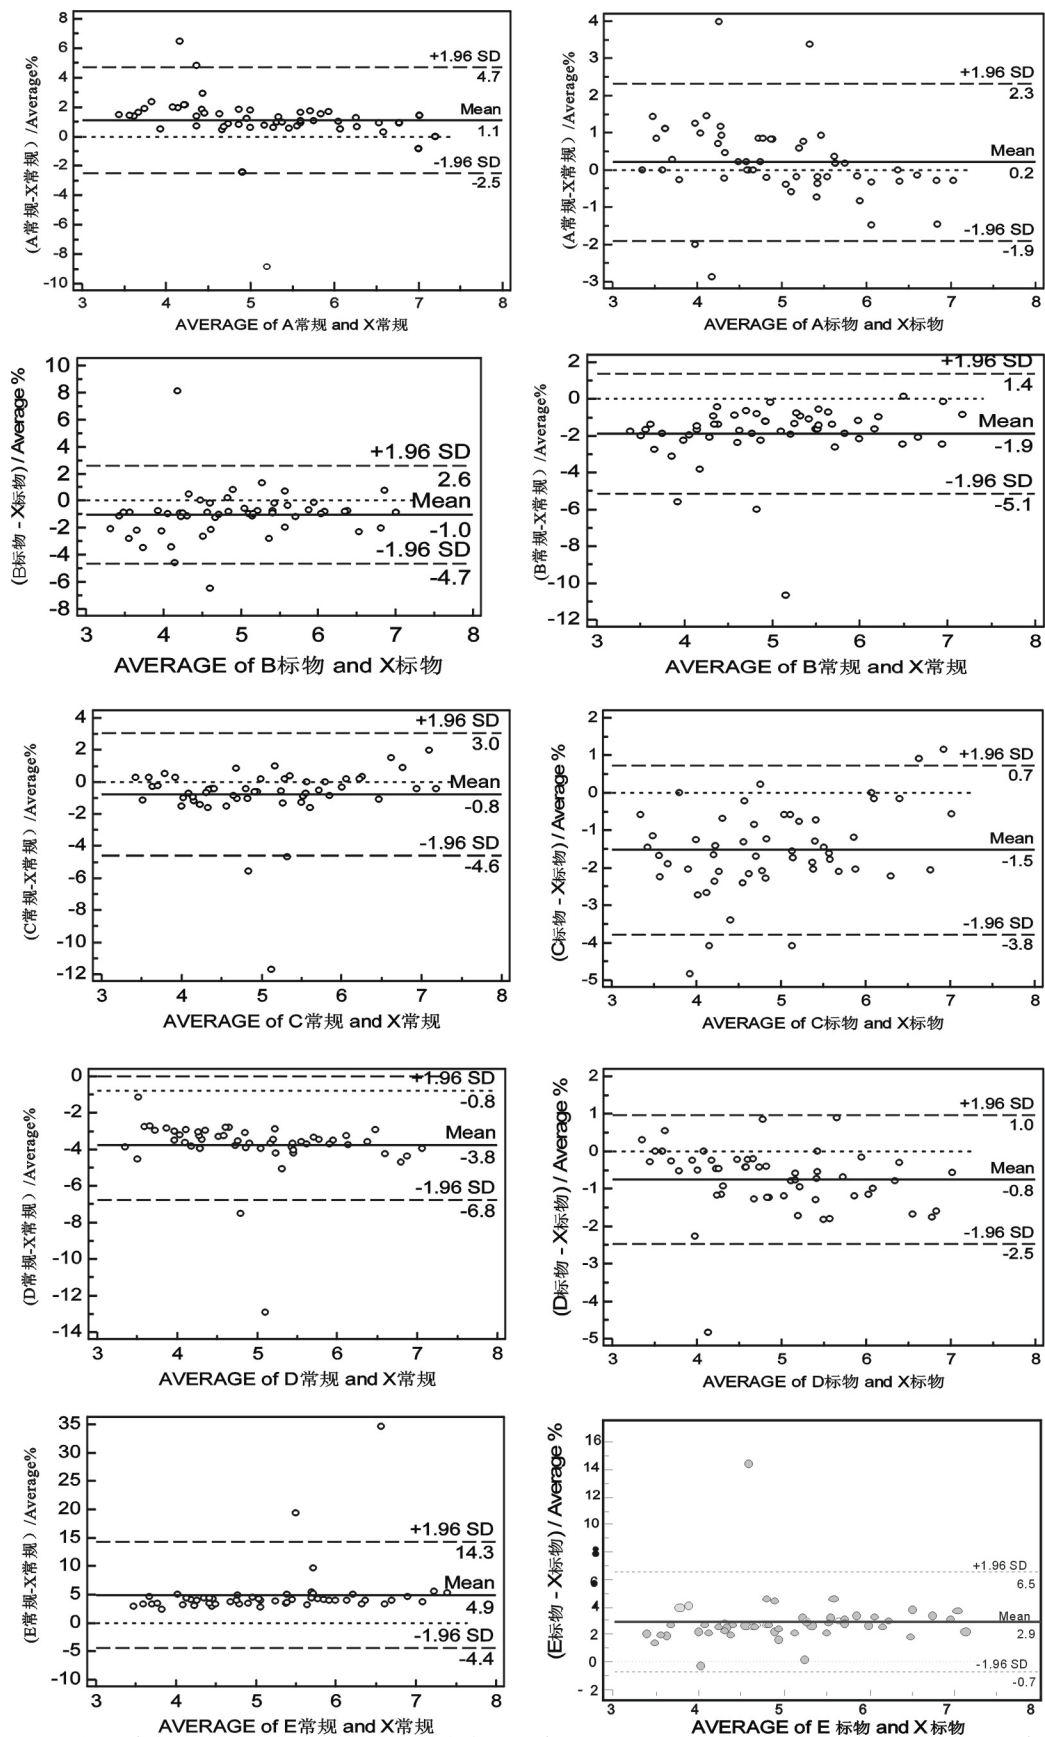 8
6
4
2
0
-2
-4
-6
-8
-10
(A常规-X常规) /Average%
+1.96 SD
4.7
Mean
1.1
-1.96 SD
-2.5
3 4 5 6 7 8
AVERAGE of A常规 and X常规
4
3
2
1
0
-1
-2
-3
(A常规-X常规) /Average%
+1.96 SD
2.3
Mean
0.2
-1.96 SD
-1.9
3 4 5 6 7 8
AVERAGE of A标物 and X标物
10
8
6
4
2
0
-2
-4
-6
-8
(B标物 - X标物) / Average %
+1.96 SD
2.6
Mean
-1.0
-1.96 SD
-4.7
3 4 5 6 7 8
AVERAGE of B标物 and X标物
2
0
-2
-4
-6
-8
-10
-12
(B常规-X常规) /Average%
+1.96 SD
1.4
Mean
-1.9
-1.96 SD
-5.1
3 4 5 6 7 8
AVERAGE of B常规 and X常规
4
2
0
-2
-4
-6
-8
-10
-12
(C常规-X常规) /Average%
+1.96 SD
3.0
Mean
-0.8
-1.96 SD
-4.6
3 4 5 6 7 8
AVERAGE of C常规 and X常规
2
1
0
-1
-2
-3
-4
-5
(C标物 - X标物) / Average %
+1.96 SD
0.7
Mean
-1.5
-1.96 SD
-3.8
3 4 5 6 7 8
AVERAGE of C标物 and X标物
0
-2
-4
-6
-8
-10
-12
-14
(D常规-X常规) /Average%
+1.96 SD
-0.8
Mean
-3.8
-1.96 SD
-6.8
3 4 5 6 7 8
AVERAGE of D常规 and X常规
2
1
0
-1
-2
-3
-4
-5
(D标物 - X标物) / Average %
+1.96 SD
1.0
Mean
-0.8
-1.96 SD
-2.5
3 4 5 6 7 8
AVERAGE of D标物 and X标物
35
30
25
20
15
10
5
0
-5
-10
(E常规-X常规) /Average%
+1.96 SD
14.3
Mean
4.9
-1.96 SD
-4.4
3 4 5 6 7 8
AVERAGE of E常规 and X常规
16
14
12
10
8
6
4
2
0
- 2
(E标物 - X标物) / Average %
+1.96 SD
6.5
Mean
2.9
-1.96 SD
-0.7
3 4 5 6 7 8
AVERAGE of E 标物 and X 标物